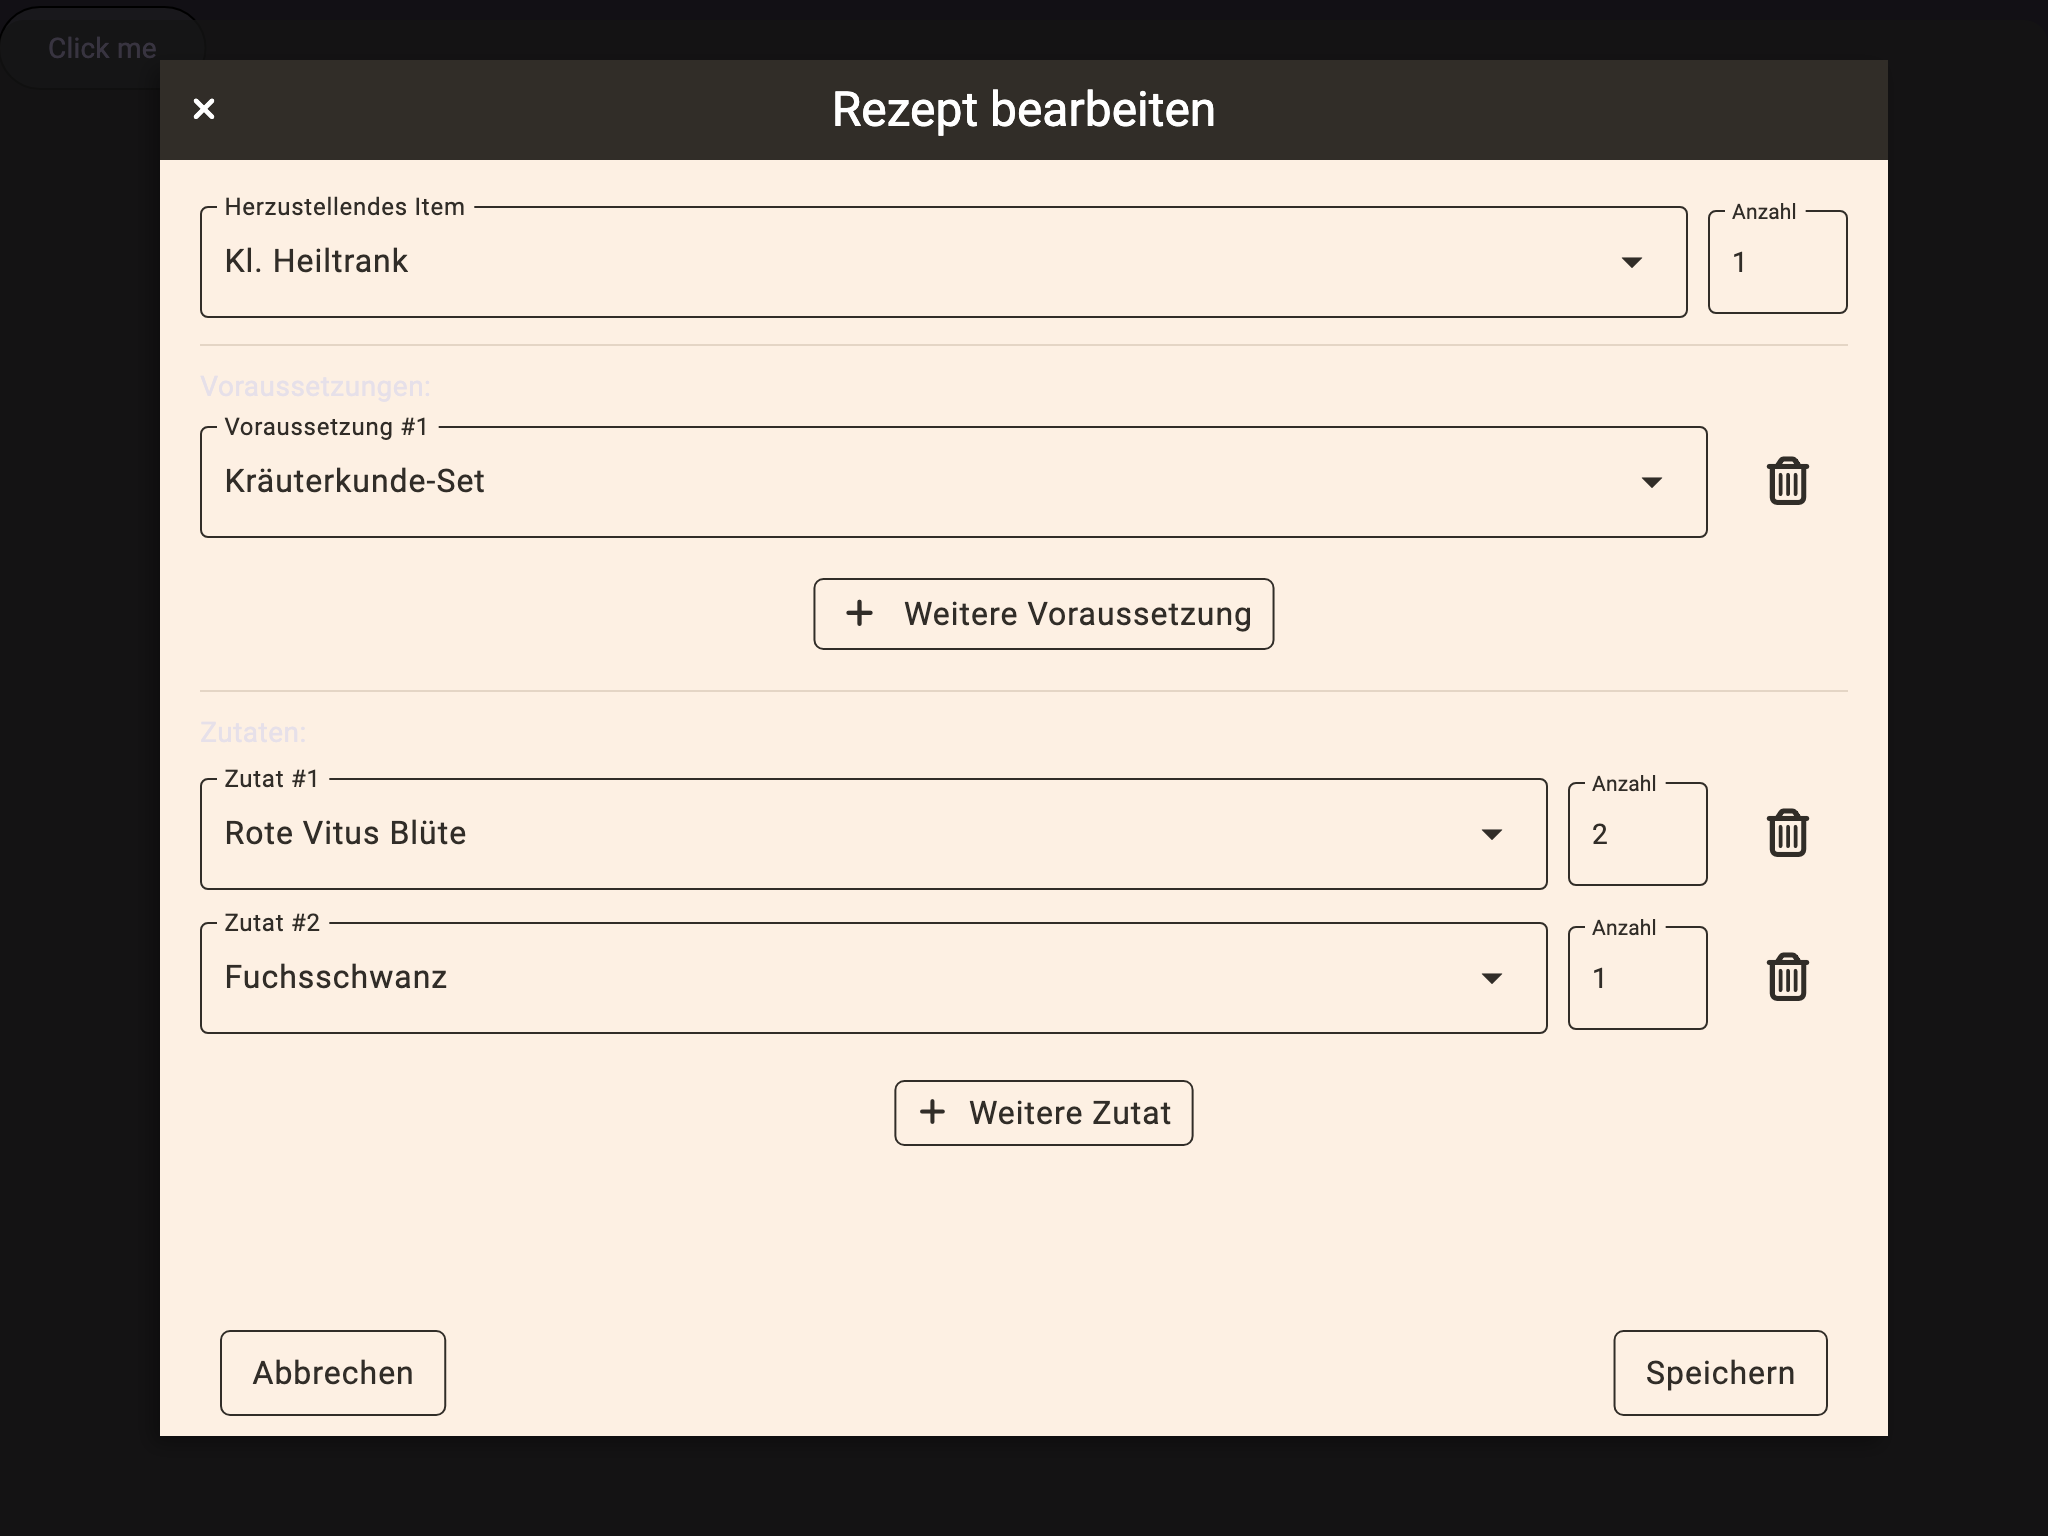 Click me
Rezept bearbeiten
Herzustellendes Item
Kl. Heiltrank
Anzahl
1
Voraussetzungen:
Voraussetzung #1
Kräuterkunde-Set
Weitere Voraussetzung
Zutaten:
Zutat #1
Rote Vitus Blüte
Anzahl
2
Zutat #2
Fuchsschwanz
Anzahl
1
Weitere Zutat
Abbrechen
Speichern